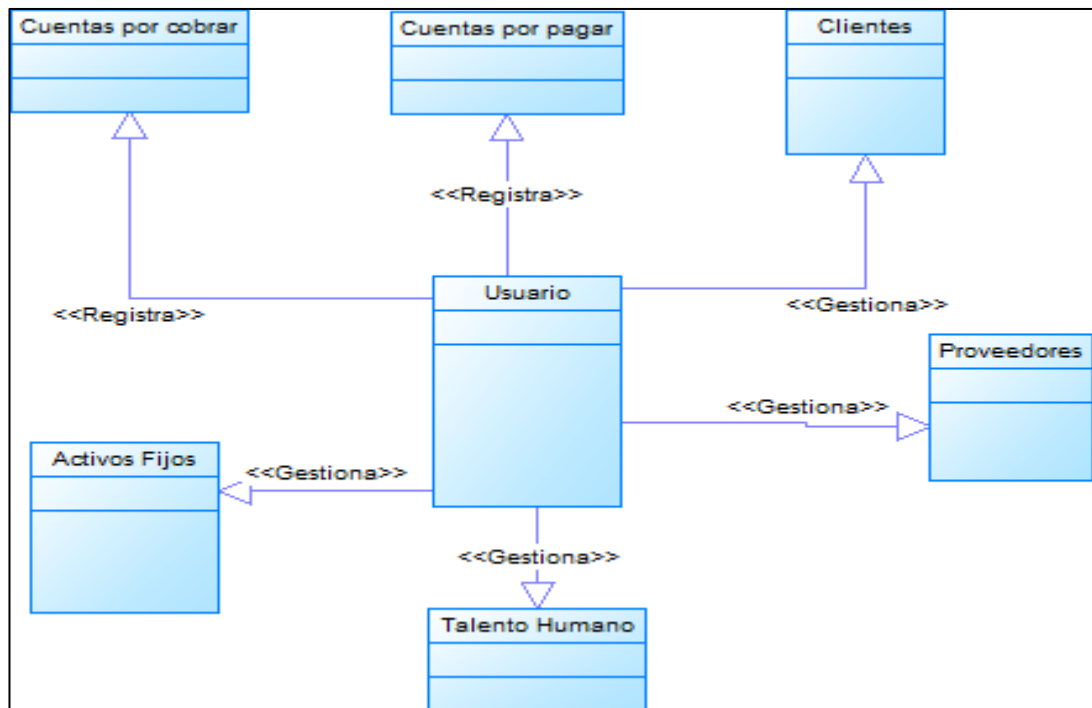 Cuentas por cobrar
Cuentas por pagar
Clientes
<<Registra>>
Usuario
<<Registra>>
<<Gestiona>>
Proveedores
<<Gestiona>>
Activos Fijos
<<Gestiona>>
<<Gestiona>>
Talento Humano